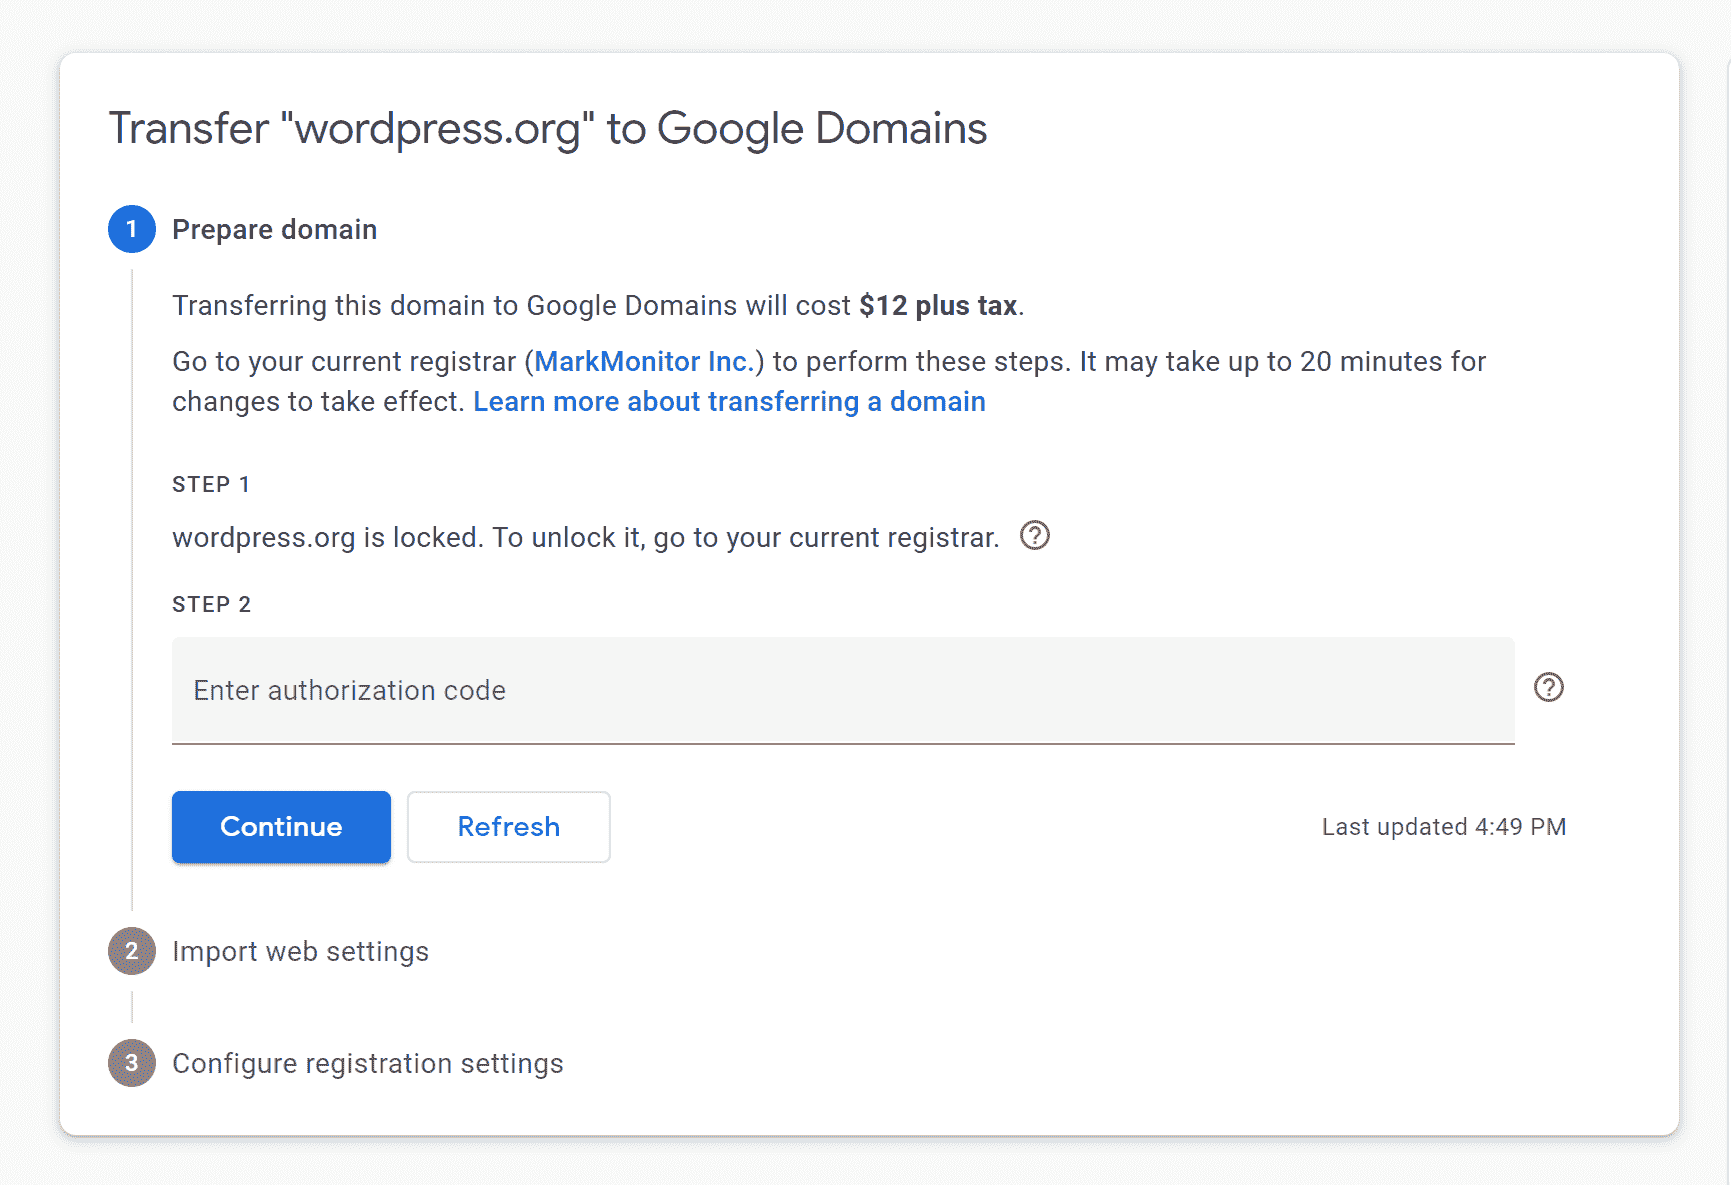 Transfer "wordpress.org" to Google Domains
1 Prepare domain
Transferring this domain to Google Domains will cost $12 plus tax.
Go to your current registrar (MarkMonitor Inc.) to perform these steps. It may take up to 20 minutes for
changes to take effect. Learn more about transferring a domain
STEP 1
wordpress.org is locked. To unlock it, go to your current registrar. ?
STEP 2
Enter authorization code ?
Continue Refresh Last updated 4:49 PM
2 Import web settings
3 Configure registration settings